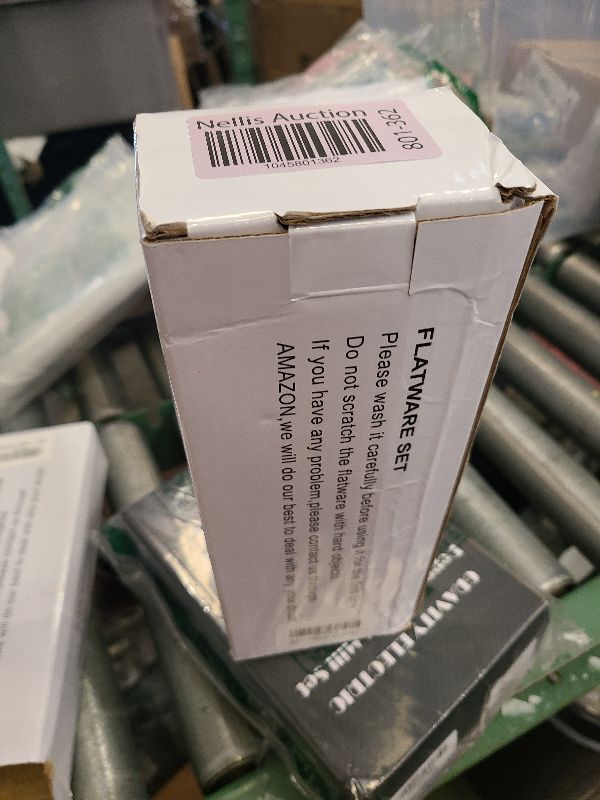 Nellis Auction
801-362
1045801362
FLATWARE SET
Please wash it carefully before using it for the first
Do not scratch the flatware with hard objects.
If you have any problem,please contact us through
AMAZON,we will do our best to deal with any
GRAVITY ELECTRIC
Mill Set